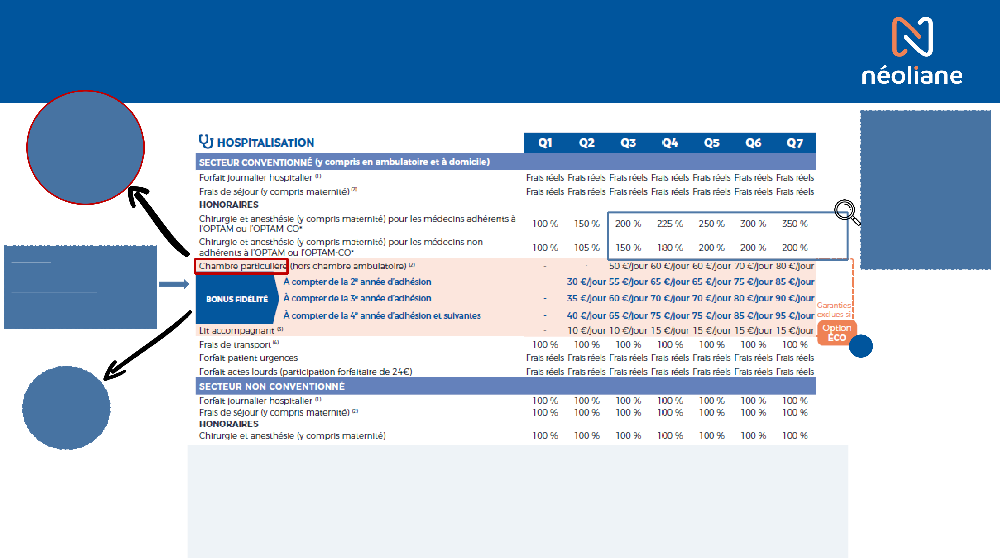 néoliane
HOSPITALISATION Q1 Q2 Q3 Q4 Q5 Q6 Q7
SECTEUR CONVENTIONNÉ (y compris en ambulatoire et à domicile)
Forfait journalier hospitalier (1) Frais réels Frais réels Frais réels Frais réels Frais réels Frais réels Frais réels
Frais de séjour (y compris maternité) (2) Frais réels Frais réels Frais réels Frais réels Frais réels Frais réels Frais réels
HONORAIRES
Chirurgie et anesthésie (y compris maternité) pour les médecins adhérents à
l'OPTAM ou l'OPTAM-CO* 100 % 150 % 200 % 225 % 250 % 300 % 350 %
Chirurgie et anesthésie (y compris maternité) pour les médecins non
adhérents à l'OPTAM ou l'OPTAM-CO* 100 % 105 % 150 % 180 % 200 % 200 % 200 %
Chambre particulière (hors chambre ambulatoire) (2) - - 50 €/jour 60 €/jour 60 €/jour 70 €/jour 80 €/jour
À compter de la 2e année d'adhésion - 30 €/jour 55 €/jour 65 €/jour 65 €/jour 75 €/jour 85 €/jour
BONUS FIDÉLITÉ À compter de la 3e année d'adhésion - 35 €/jour 60 €/jour 70 €/jour 70 €/jour 80 €/jour 90 €/jour
À compter de la 4e année d'adhésion et suivantes - 40 €/jour 65 €/jour 75 €/jour 75 €/jour 85 €/jour 95 €/jour
Garanties
exclues si
Option
ÉCO
Lit accompagnant (3) - 10 €/jour 10 €/jour 15 €/jour 15 €/jour 15 €/jour 15 €/jour
Frais de transport (4) 100 % 100 % 100 % 100 % 100 % 100 % 100 %
Forfait patient urgences Frais réels Frais réels Frais réels Frais réels Frais réels Frais réels Frais réels
Forfait actes lourds (participation forfaitaire de 24€) Frais réels Frais réels Frais réels Frais réels Frais réels Frais réels Frais réels
SECTEUR NON CONVENTIONNÉ
Forfait journalier hospitalier (1) 100 % 100 % 100 % 100 % 100 % 100 % 100 %
Frais de séjour (y compris maternité) (2) 100 % 100 % 100 % 100 % 100 % 100 % 100 %
HONORAIRES
Chirurgie et anesthésie (y compris maternité) 100 % 100 % 100 % 100 % 100 % 100 % 100 %